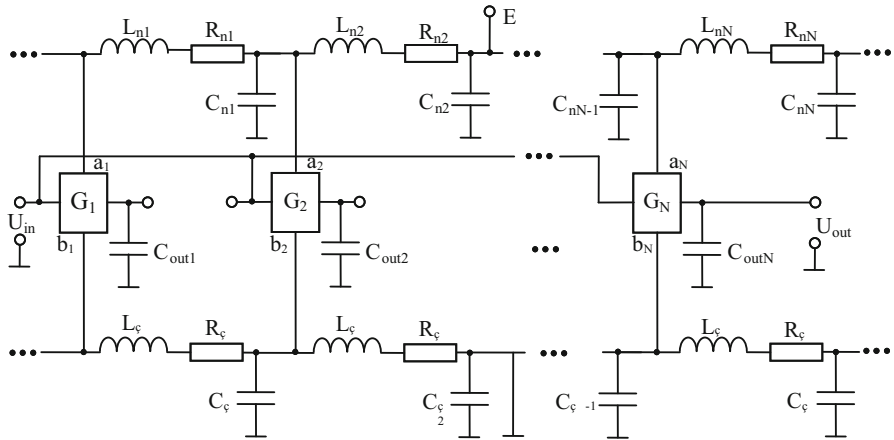 L_n1 R_n1 L_n2 R_n2 E L_nN R_nN
C_n1 C_n2 C_nN-1 C_nN
a_1 a_2 a_N
G_1 G_2 G_N
U_in U_out
b_1 b_2 b_N
C_out1 C_out2 C_outN
L_ç R_ç L_ç R_ç L_ç R_ç
C_ç C_ç 2 C_ç -1 C_ç